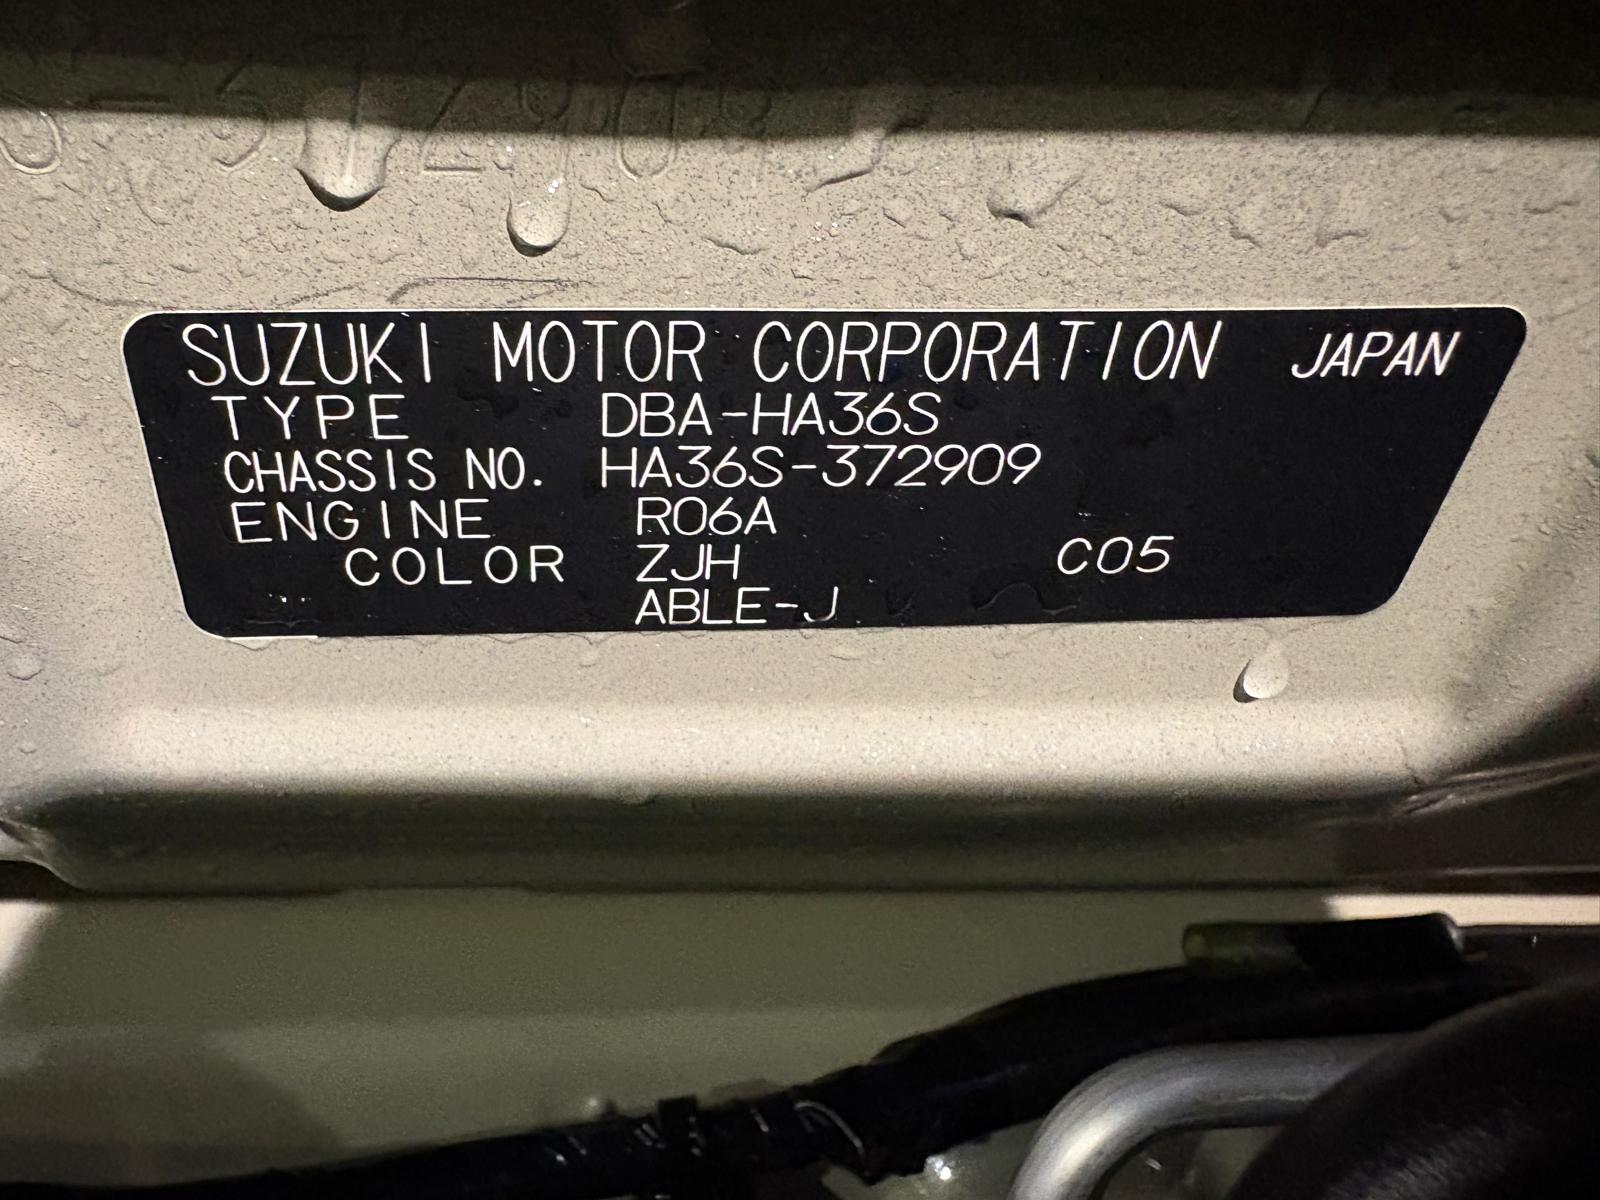 SUZUKI MOTOR CORPORATION JAPAN
TYPE DBA-HA36S
CHASSIS NO. HA36S-372909
ENGINE R06A
COLOR ZJH C05
ABLE-J